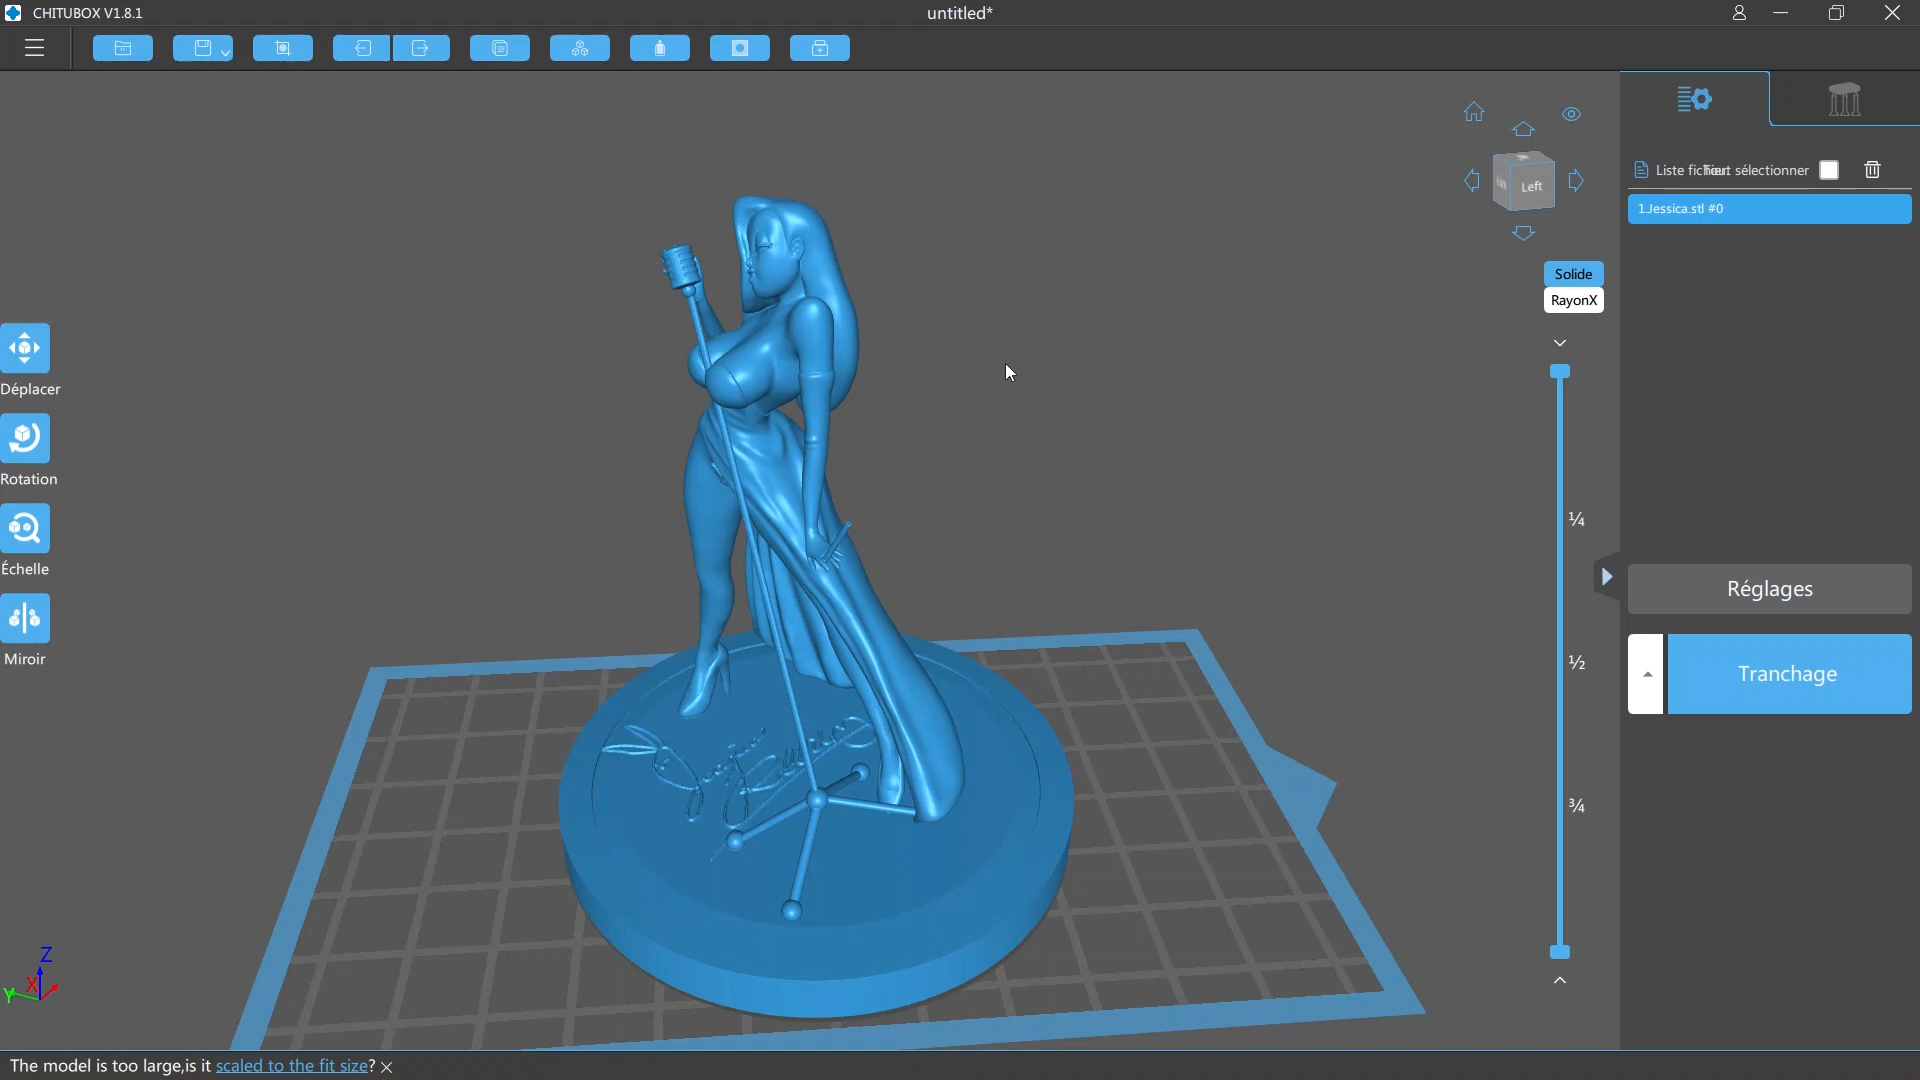 CHITUBOX V1.8.1
untitled*
Left
Solide
RayonX
¼
½
¾
Déplacer
Rotation
Échelle
Miroir
Tout sélectionner
1.Jessica.stl #0
Réglages
Tranchage
Z
X
Y
The model is too large,is it scaled to the fit size?